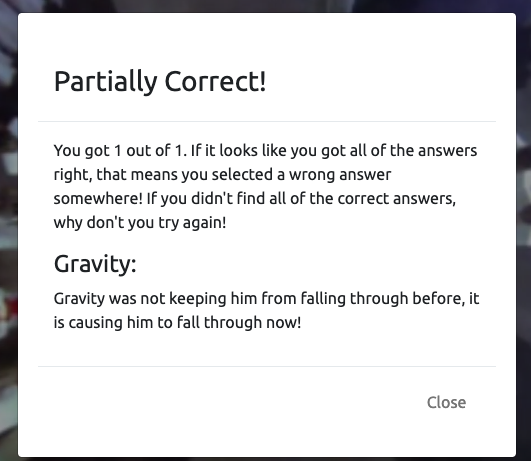 Partially Correct!
You got 1 out of 1. If it looks like you got all of the answers
right, that means you selected a wrong answer
somewhere! If you didn't find all of the correct answers,
why don't you try again!
Gravity:
Gravity was not keeping him from falling through before, it
is causing him to fall through now!
Close